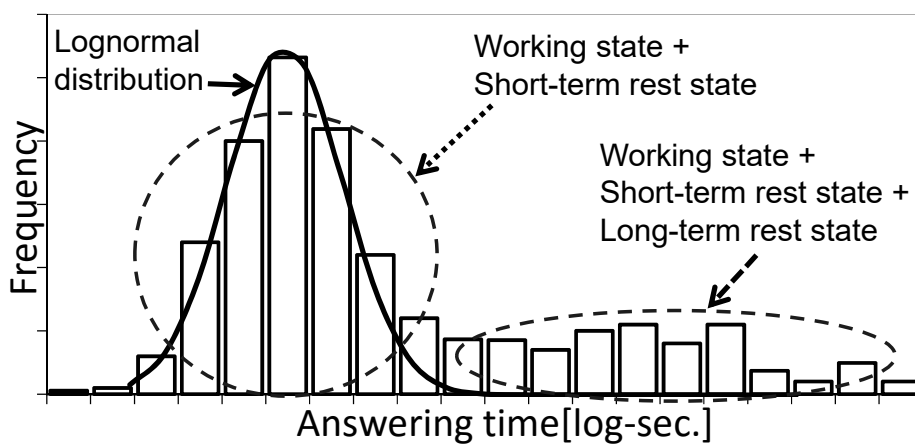 Lognormal
distribution
Working state +
Short-term rest state
Working state +
Short-term rest state +
Long-term rest state
Frequency
Answering time[log-sec.]